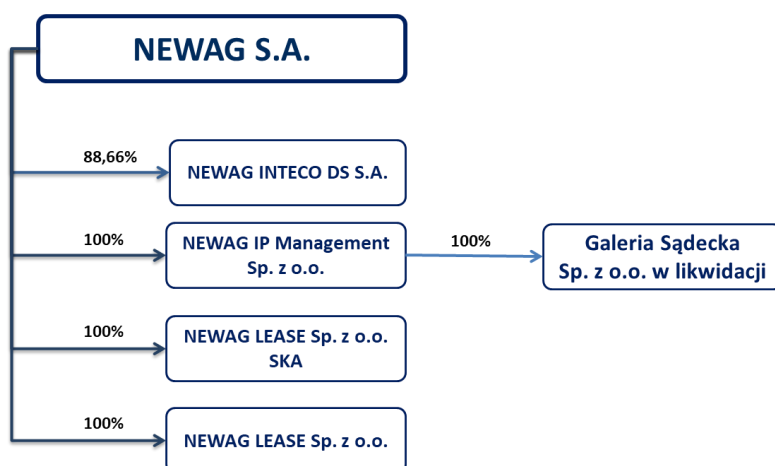 NEWAG S.A.
88,66%
NEWAG INTECO DS S.A.
100%
NEWAG IP Management
Sp. z o.o.
100%
Galeria Sądecka
Sp. z o.o. w likwidacji
100%
NEWAG LEASE Sp. z o.o.
SKA
100%
NEWAG LEASE Sp. z o.o.